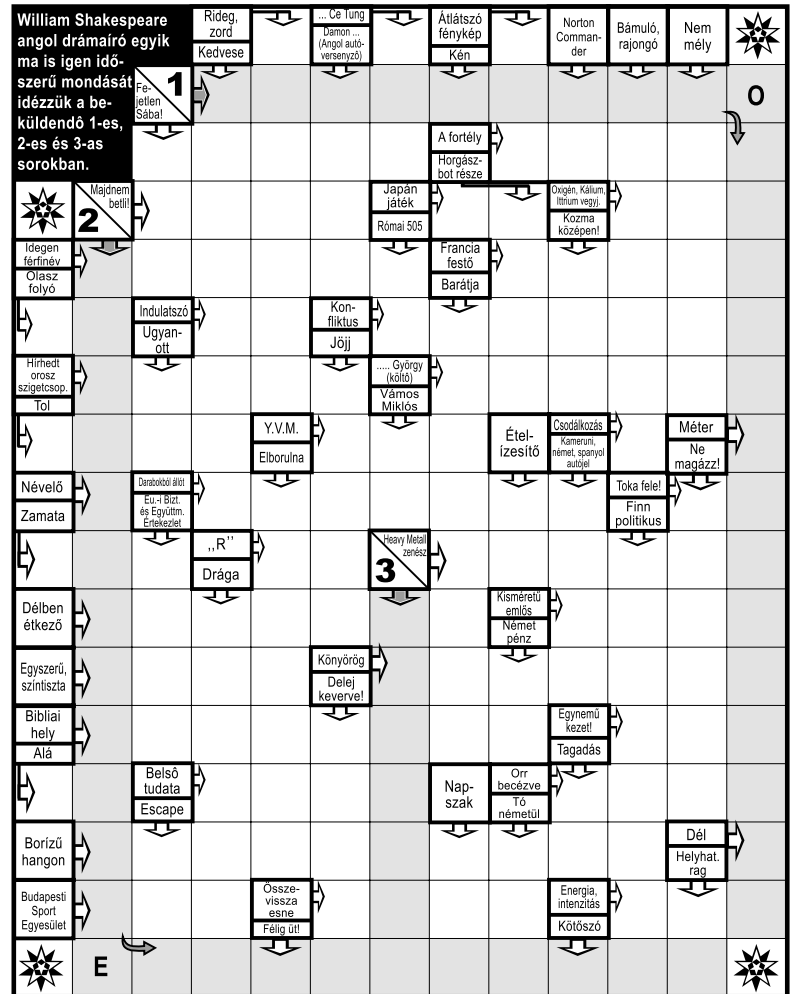 William Shakespeare
angol drámaíró egyik
ma is igen idő-
szerű mondását
idézzük a be-
küldendô 1-es,
2-es és 3-as
sorokban.
Rideg,
zord
Kedvese
... Ce Tung
Damon ...
(Angol autó-
versenyző)
Átlátszó
fénykép
Kén
Norton
Comman-
der
Bámuló,
rajongó
Nem
mély
Fe-
jetlen
Sába!
1
O
A fortély
Horgász-
bot része
Majdnem
betli!
2
Japán
játék
Római 505
Oxigén, Kálium,
Ittrium vegyj.
Kozma
középen!
Idegen
férfinév
Olasz
folyó
Francia
festő
Barátja
Indulatszó
Ugyan-
ott
Kon-
fliktus
Jöjj
Hírhedt
orosz
szigetcsop.
Tol
..... György
(költô)
Vámos
Miklós
Y.V.M.
Elborulna
Étel-
ízesítő
Csodálkozás
Kameruni,
német, spanyol
autójel
Méter
Ne
magázz!
Névelő
Zamata
Darabokból állót
Eu.-i Bizt.
és Együttm.
Értekezlet
Toka fele!
Finn
politikus
,,R''
Drága
Heavy Metall
zenész
3
Délben
étkező
Kisméretű
emlős
Német
pénz
Egyszerű,
színtiszta
Könyörög
Delej
keverve!
Bibliai
hely
Alá
Egynemű
kezet!
Tagadás
Belsô
tudata
Escape
Nap-
szak
Orr
becézve
Tó
németül
Borízű
hangon
Dél
Helyhat.
rag
Budapesti
Sport
Egyesület
Össze-
vissza
esne
Félig üt!
Energia,
intenzitás
Kötőszó
E